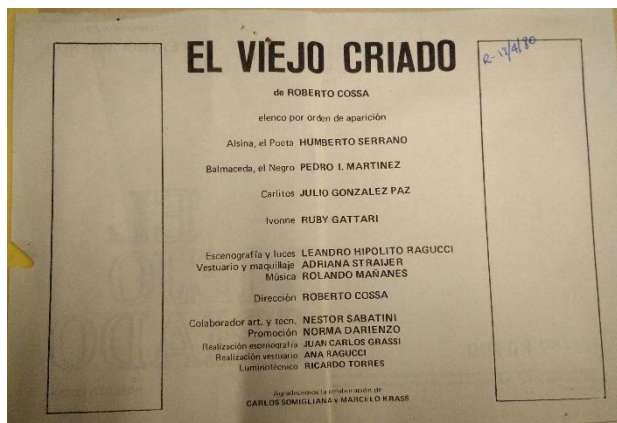 EL VIEJO CRIADO
R-13/4/80
de ROBERTO COSSA
elenco por orden de aparición
Alsina, el Poeta HUMBERTO SERRANO
Balmaceda, el Negro PEDRO I. MARTINEZ
Carlitos JULIO GONZALEZ PAZ
Ivonne RUBY GATTARI
Escenografía y luces LEANDRO HIPOLITO RAGUCCI
Vestuario y maquillaje ADRIANA STRAIJER
Música ROLANDO MAÑANES
Dirección ROBERTO COSSA
Colaborador art. y tecn. NESTOR SABATINI
Promoción NORMA DARIENZO
Realización escenografía JUAN CARLOS GRASSI
Realización vestuario ANA RAGUCCI
Luminotécnico RICARDO TORRES
Agradecemos la colaboración de
CARLOS SOMIGLIANA y MARCELO KRASS